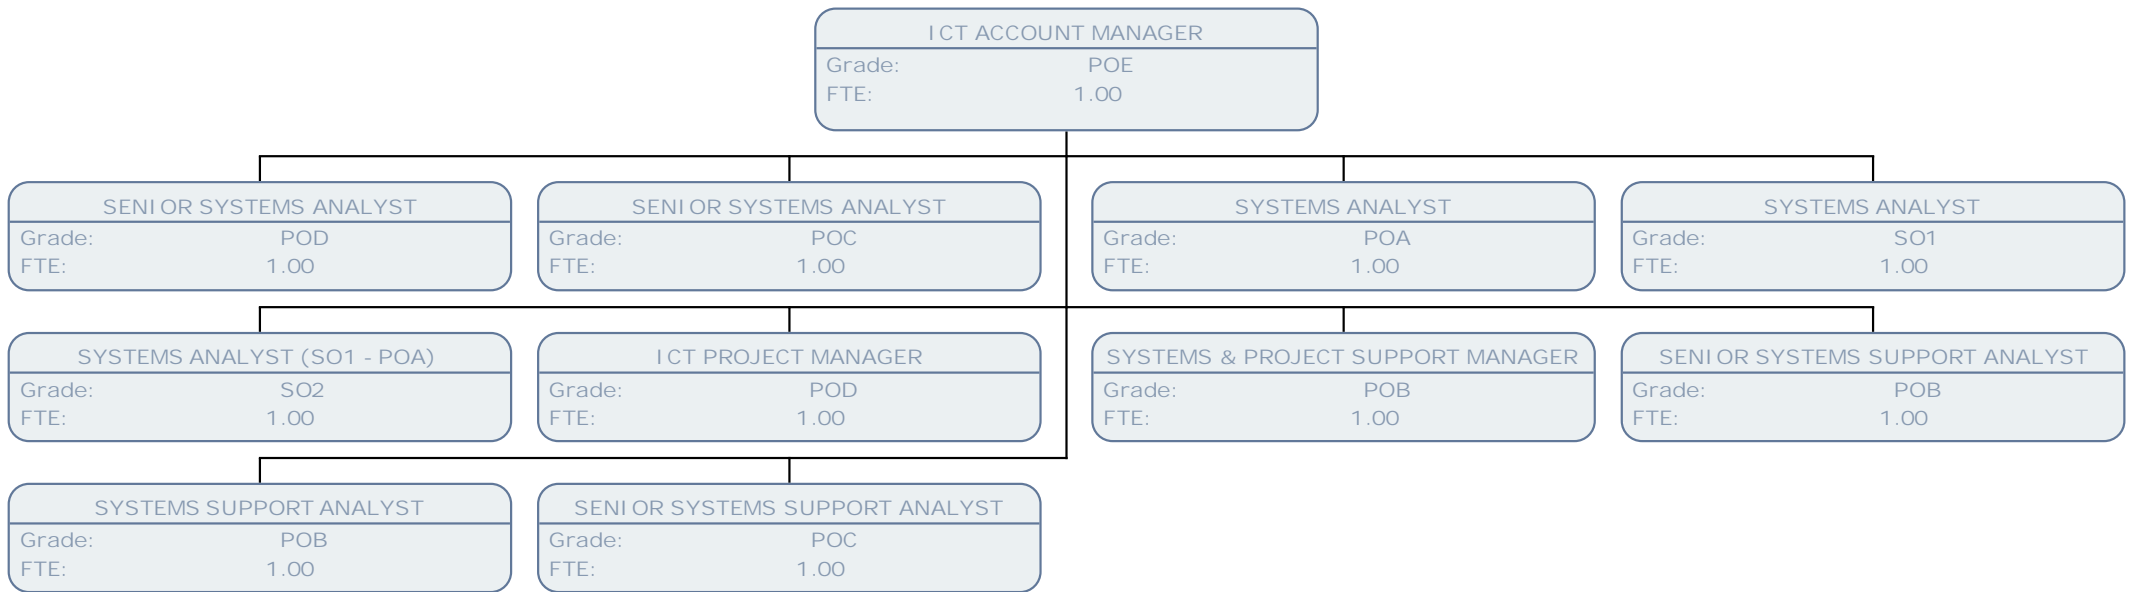 ICT ACCOUNT MANAGER
Grade: POE
FTE: 1.00
SENIOR SYSTEMS ANALYST
Grade: POD
FTE: 1.00
SENIOR SYSTEMS ANALYST
Grade: POC
FTE: 1.00
SYSTEMS ANALYST
Grade: POA
FTE: 1.00
SYSTEMS ANALYST
Grade: SO1
FTE: 1.00
SYSTEMS ANALYST (SO1 - POA)
Grade: SO2
FTE: 1.00
ICT PROJECT MANAGER
Grade: POD
FTE: 1.00
SYSTEMS & PROJECT SUPPORT MANAGER
Grade: POB
FTE: 1.00
SENIOR SYSTEMS SUPPORT ANALYST
Grade: POB
FTE: 1.00
SYSTEMS SUPPORT ANALYST
Grade: POB
FTE: 1.00
SENIOR SYSTEMS SUPPORT ANALYST
Grade: POC
FTE: 1.00